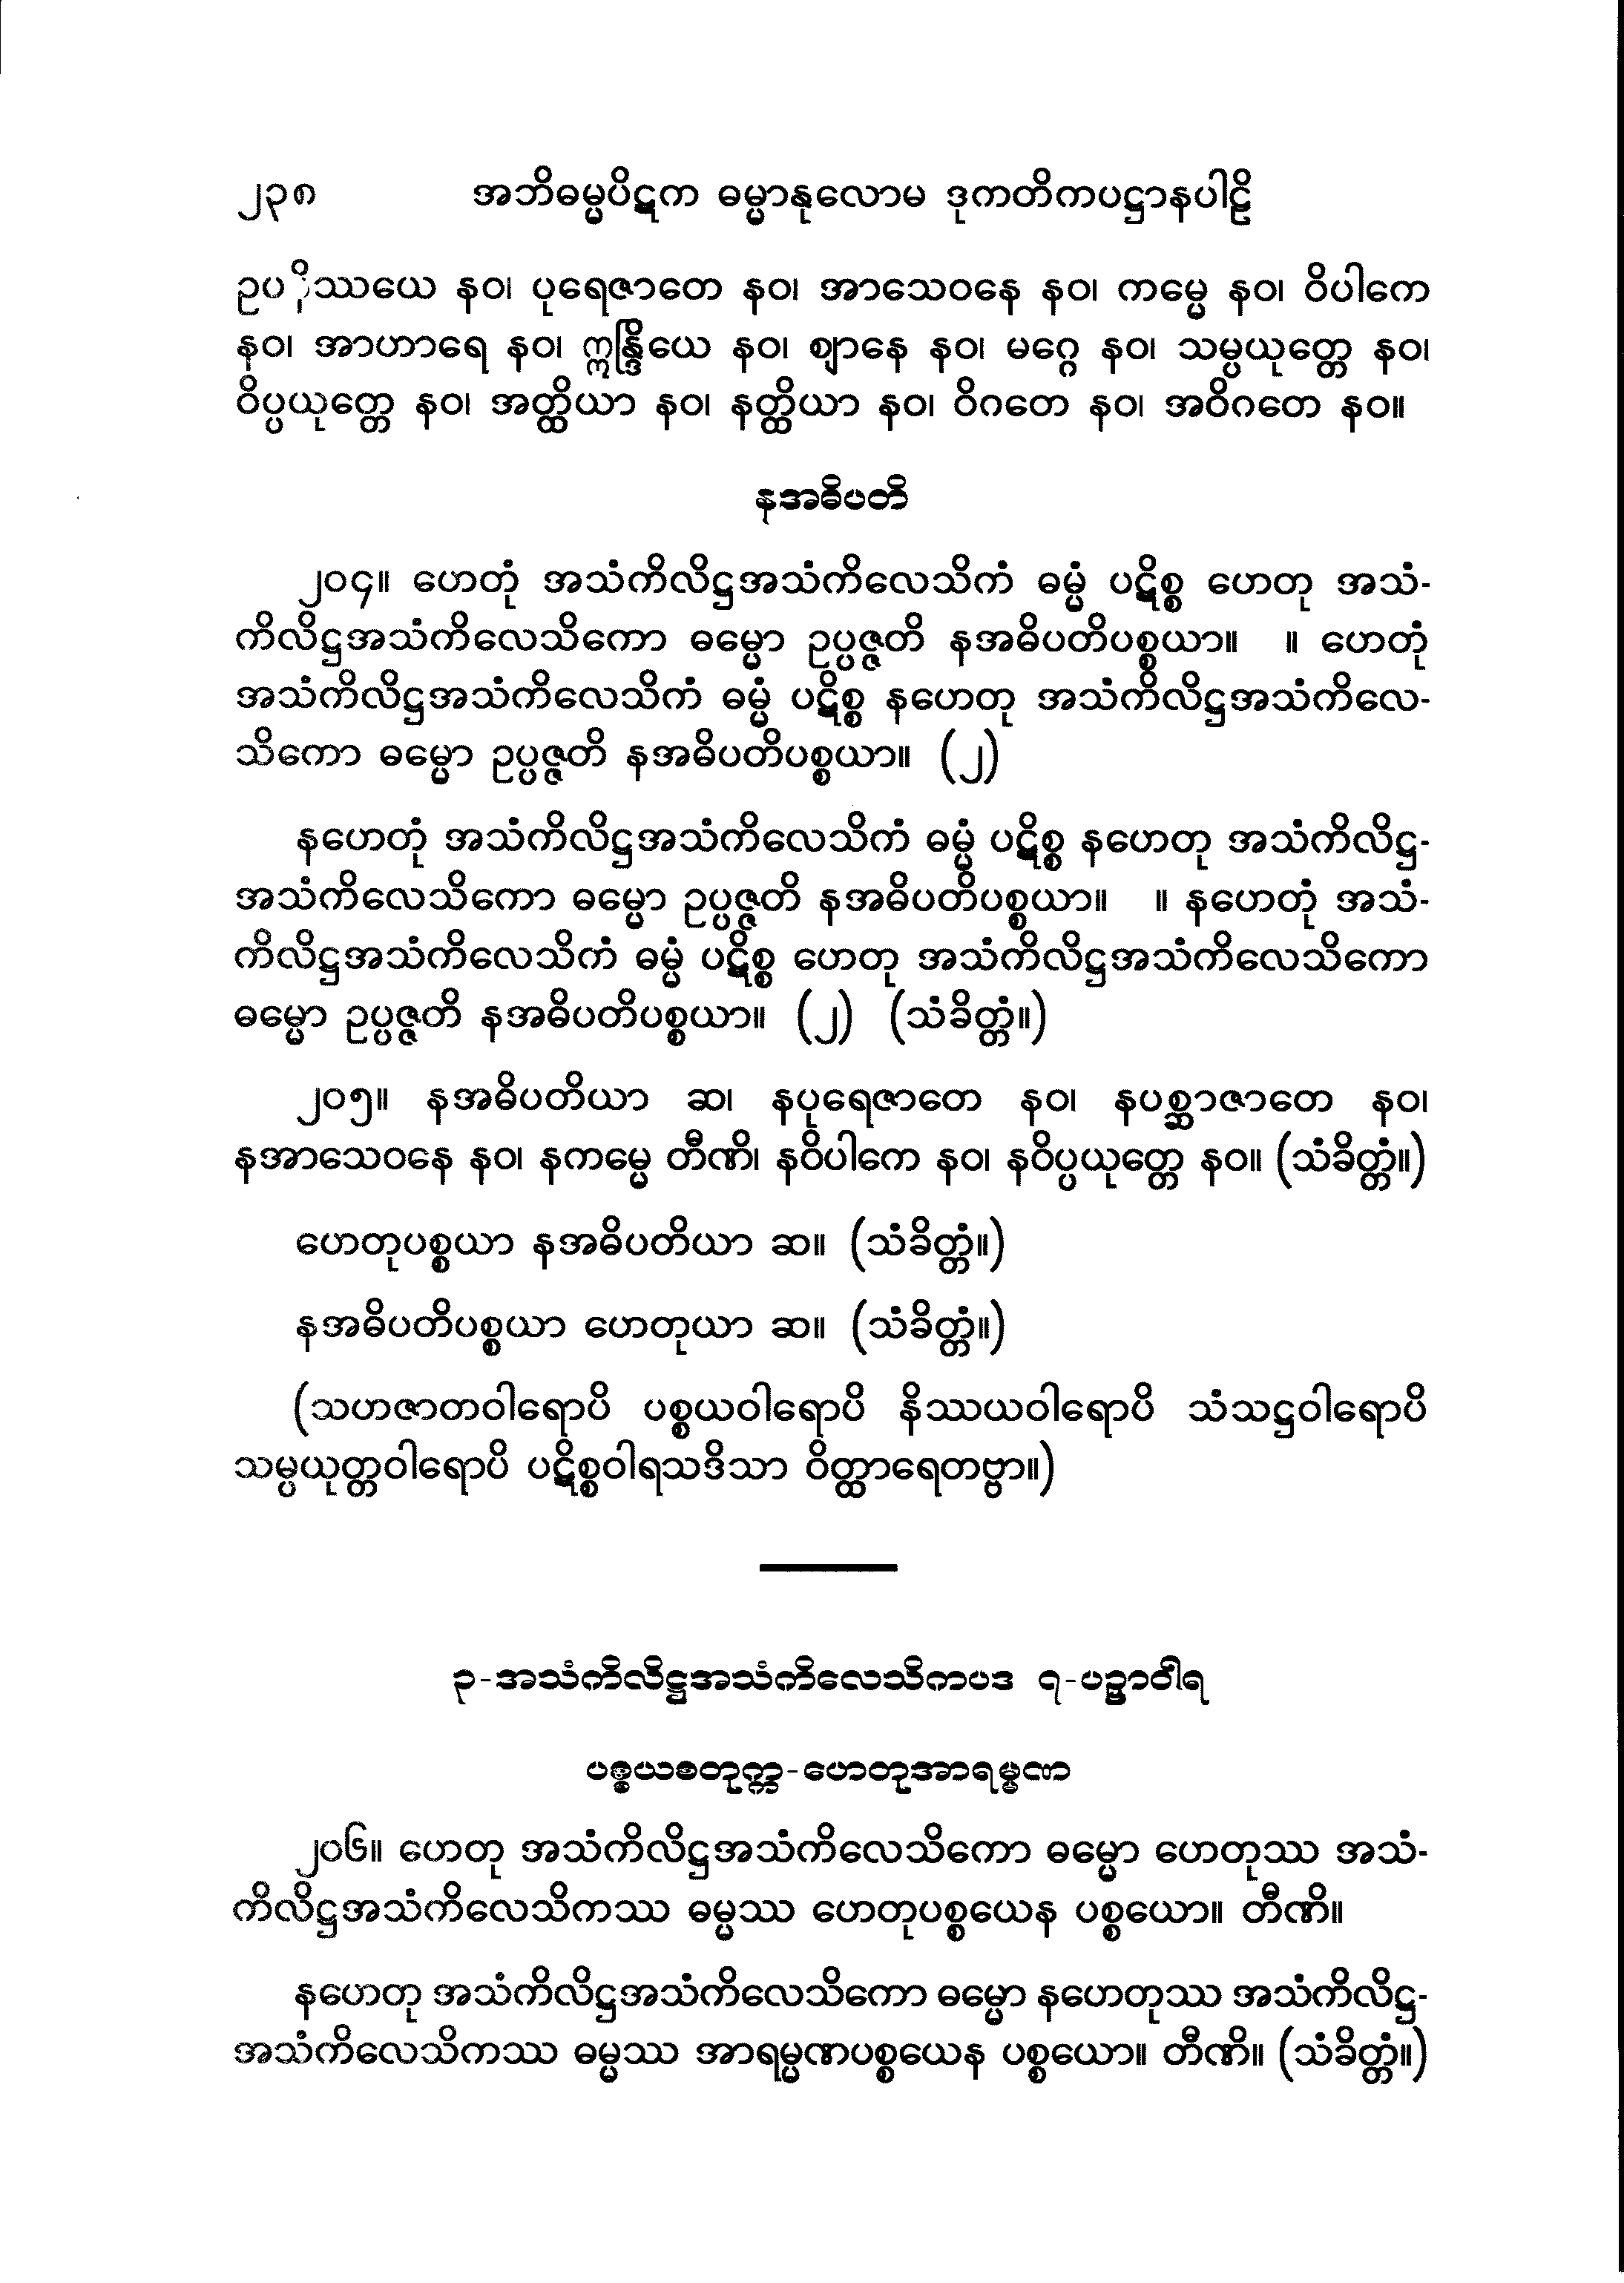 ၂၃၈ အဘိဓမ္မပိဋက ဓမ္မာနုလောမ ဒုကတိကပဋ္ဌာနပါဠိ
ဥပနိဿယေ နဝ၊ ပုရေဇာတေ နဝ၊ အာသေဝနေ နဝ၊ ကမ္မေ နဝ၊ ဝိပါကေ
နဝ၊ အာဟာရေ နဝ၊ ဣန္ဒြိယေ နဝ၊ ဈာနေ နဝ၊ မဂ္ဂေ နဝ၊ သမ္ပယုတ္တေ နဝ၊
ဝိပ္ပယုတ္တေ နဝ၊ အတ္ထိယာ နဝ၊ နတ္ထိယာ နဝ၊ ဝိဂတေ နဝ၊ အဝိဂတေ နဝ။
နအဓိပတိ
၂၀၄။ ဟေတုံ အသံကိလိဋ္ဌအသံကိလေသိကံ ဓမ္မံ ပဋိစ္စ ဟေတု အသံ-
ကိလိဋ္ဌအသံကိလေသိကော ဓမ္မော ဥပ္ပဇ္ဇတိ နအဓိပတိပစ္စယာ။ ။ ဟေတုံ
အသံကိလိဋ္ဌအသံကိလေသိကံ ဓမ္မံ ပဋိစ္စ နဟေတု အသံကိလိဋ္ဌအသံကိလေ-
သိကော ဓမ္မော ဥပ္ပဇ္ဇတိ နအဓိပတိပစ္စယာ။ (၂)
နဟေတုံ အသံကိလိဋ္ဌအသံကိလေသိကံ ဓမ္မံ ပဋိစ္စ နဟေတု အသံကိလိဋ္ဌ-
အသံကိလေသိကော ဓမ္မော ဥပ္ပဇ္ဇတိ နအဓိပတိပစ္စယာ။ ။ နဟေတုံ အသံ-
ကိလိဋ္ဌအသံကိလေသိကံ ဓမ္မံ ပဋိစ္စ ဟေတု အသံကိလိဋ္ဌအသံကိလေသိကော
ဓမ္မော ဥပ္ပဇ္ဇတိ နအဓိပတိပစ္စယာ။ (၂) (သံခိတ္တံ။)
၂၀၅။ နအဓိပတိယာ ဆ၊ နပုရေဇာတေ နဝ၊ နပစ္ဆာဇာတေ နဝ၊
နအာသေဝနေ နဝ၊ နကမ္မေ တီဏိ၊ နဝိပါကေ နဝ၊ နဝိပ္ပယုတ္တေ နဝ။ (သံခိတ္တံ။)
ဟေတုပစ္စယာ နအဓိပတိယာ ဆ။ (သံခိတ္တံ။)
နအဓိပတိပစ္စယာ ဟေတုယာ ဆ။ (သံခိတ္တံ။)
(သဟဇာတဝါရောပိ ပစ္စယဝါရောပိ နိဿယဝါရောပိ သံသဋ္ဌဝါရောပိ
သမ္ပယုတ္တဝါရောပိ ပဋိစ္စဝါရသဒိသာ ဝိတ္ထာရေတဗ္ဗာ။)
၃-အသံကိလိဋ္ဌအသံကိလေသိကပဒ ၇-ပဉှာဝါရ
ပစ္စယစတုက္က-ဟေတုအာရမ္မဏ
၂၀၆။ ဟေတု အသံကိလိဋ္ဌအသံကိလေသိကော ဓမ္မော ဟေတုဿ အသံ-
ကိလိဋ္ဌအသံကိလေသိကဿ ဓမ္မဿ ဟေတုပစ္စယေန ပစ္စယော။ တီဏိ။
နဟေတု အသံကိလိဋ္ဌအသံကိလေသိကော ဓမ္မော နဟေတုဿ အသံကိလိဋ္ဌ-
အသံကိလေသိကဿ ဓမ္မဿ အာရမ္မဏပစ္စယေန ပစ္စယော။ တီဏိ။ (သံခိတ္တံ။)